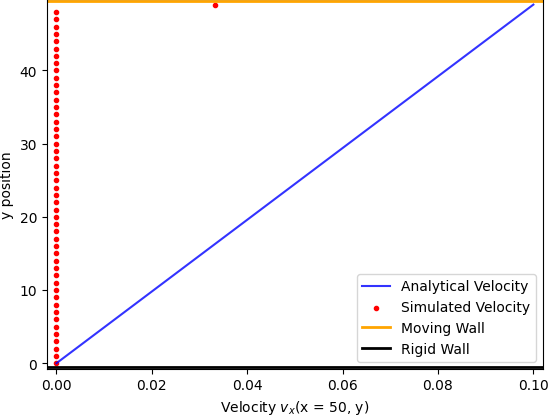 40
30
20
10
0
y position
Analytical Velocity
Simulated Velocity
Moving Wall
Rigid Wall
0.00 0.02 0.04 0.06 0.08 0.10
Velocity vₓ(x = 50, y)